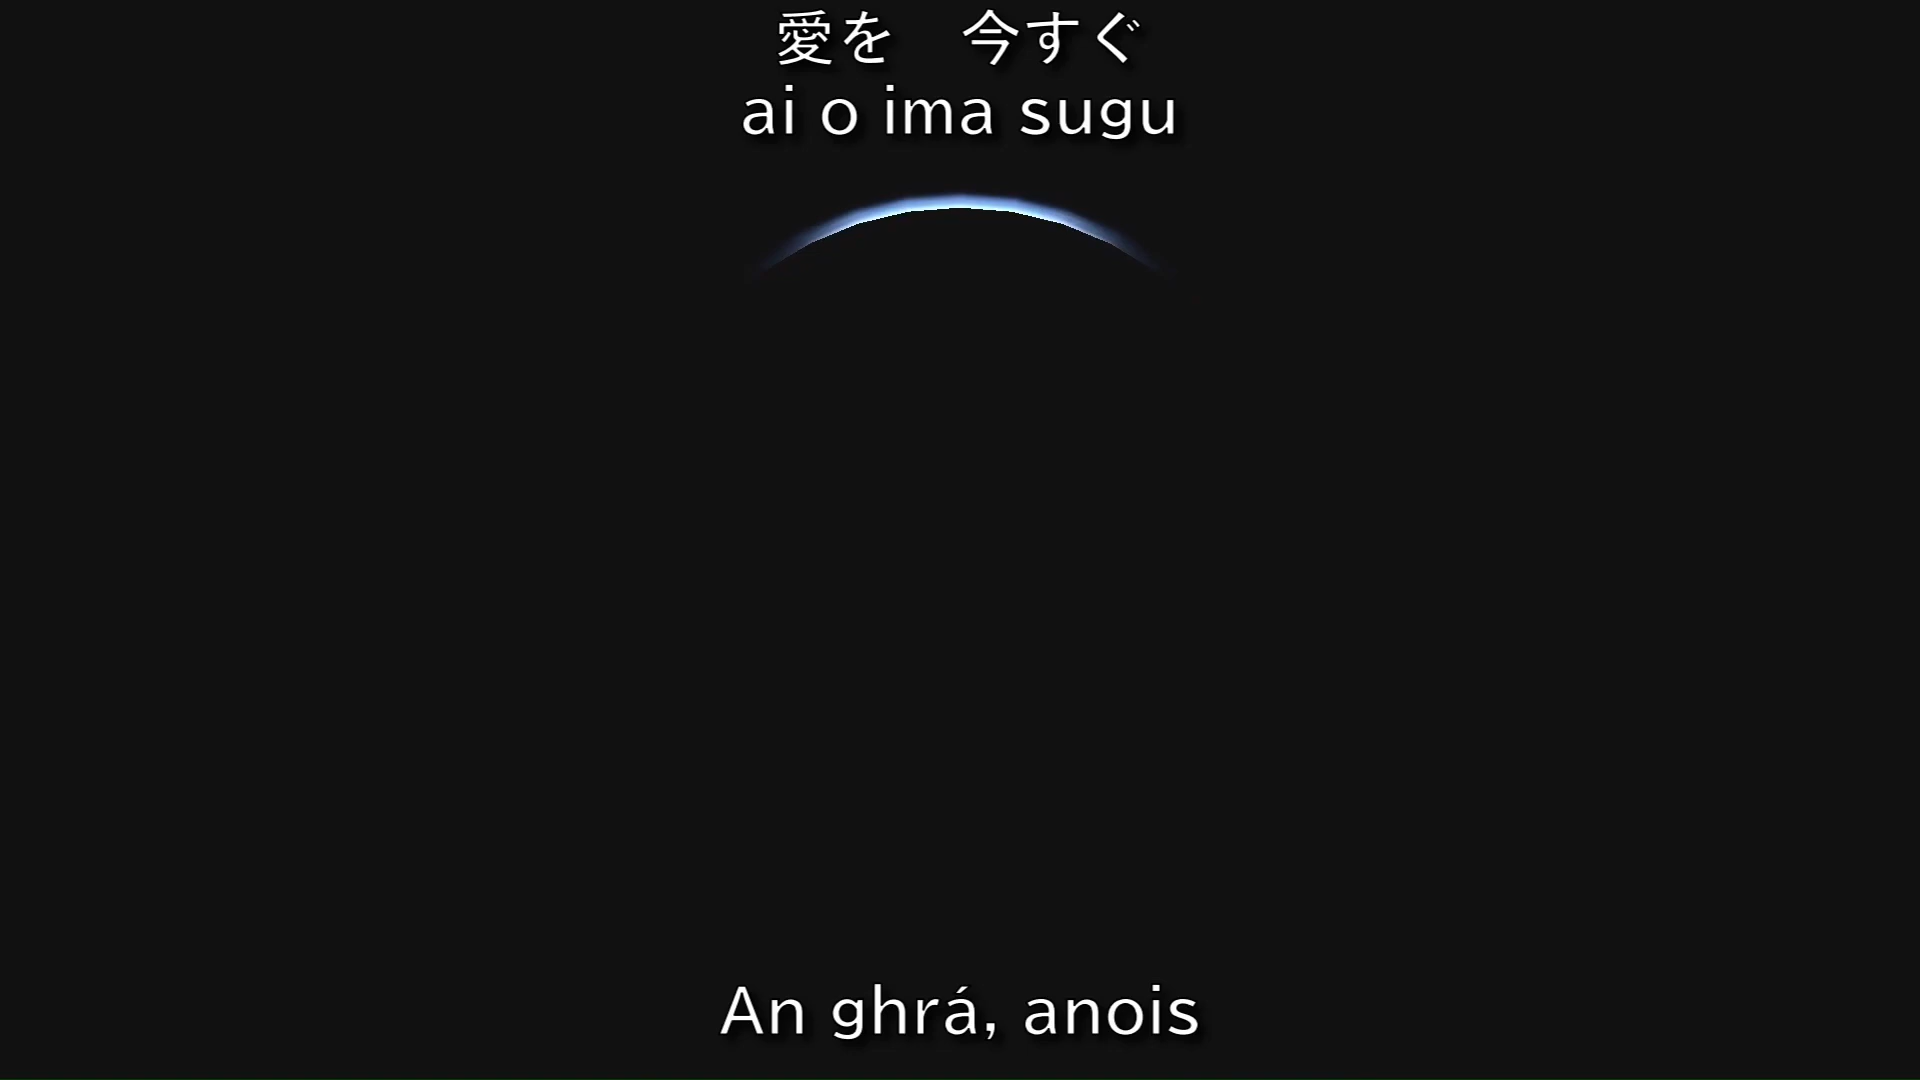 愛を　今すぐ
ai o ima sugu
An ghrá, anois